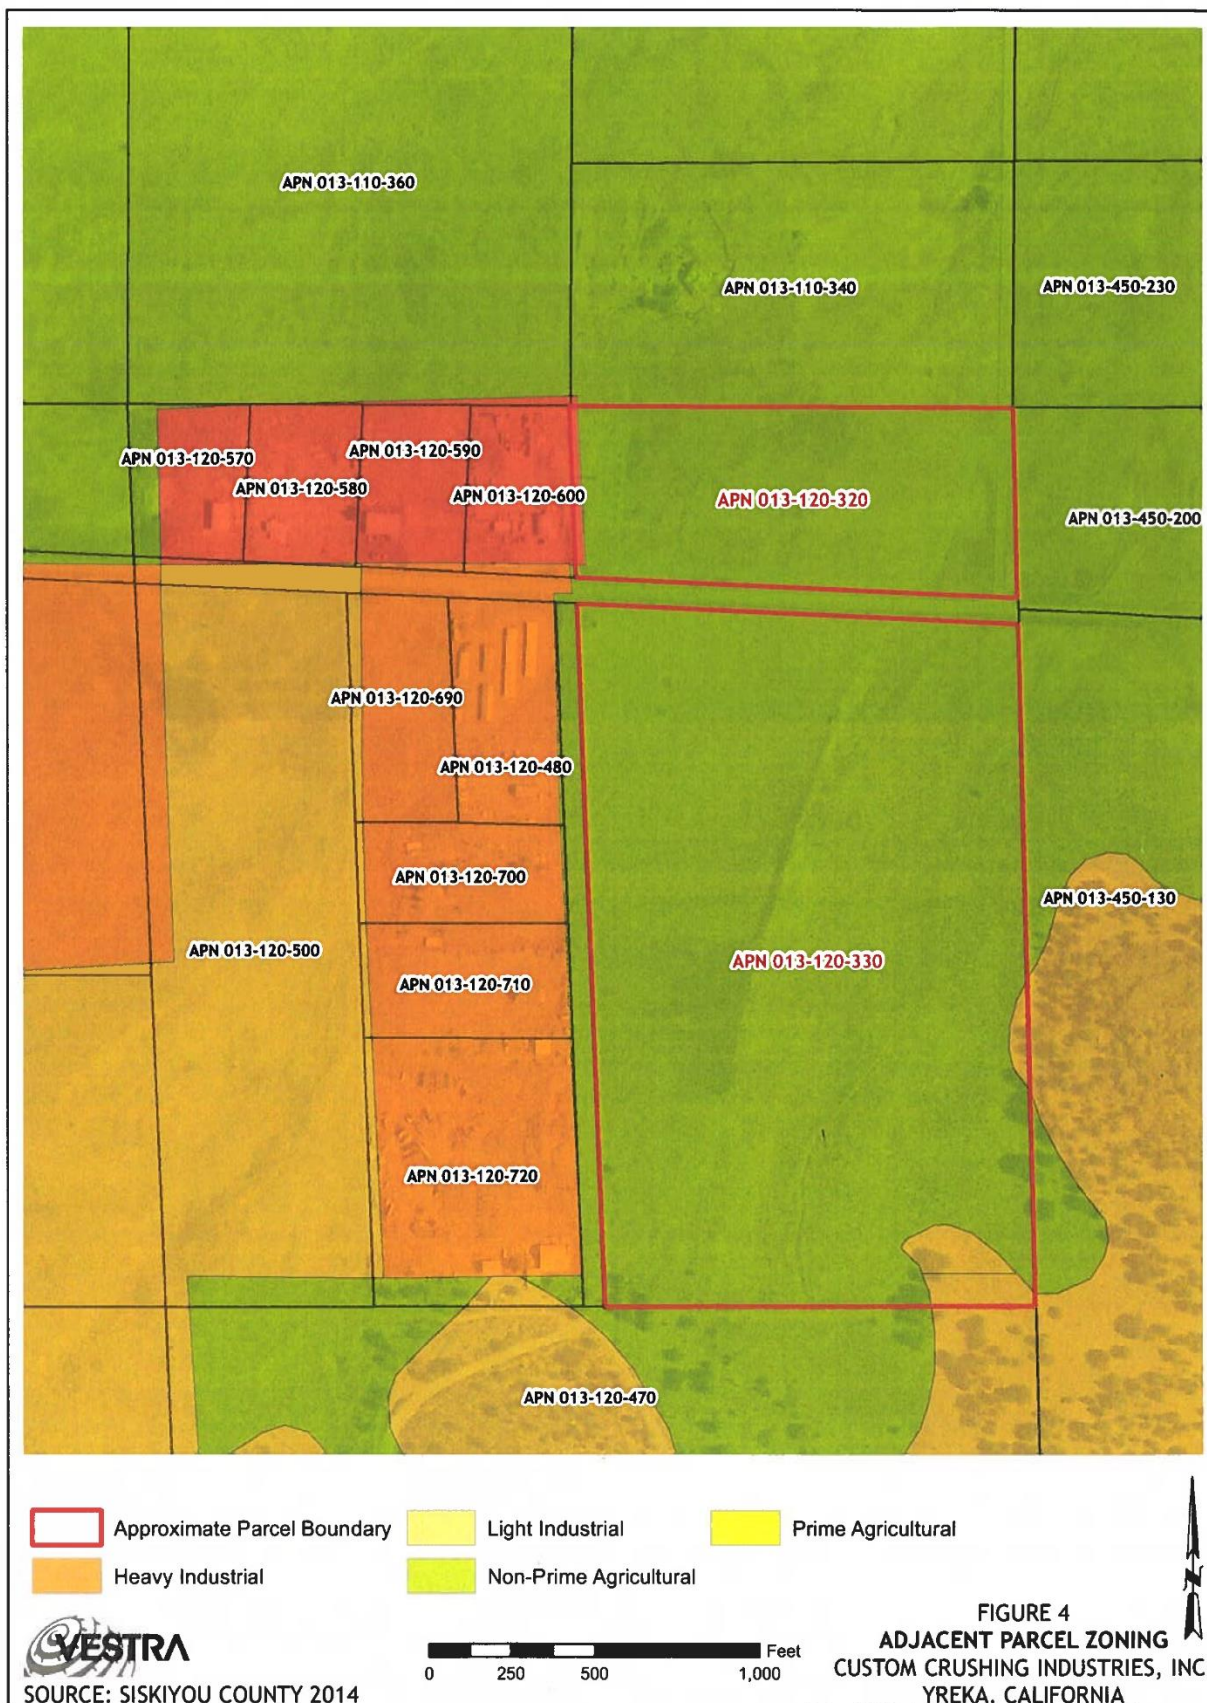 APN 013-110-360
APN 013-110-340
APN 013-450-230
APN 013-120-570
APN 013-120-590
APN 013-120-580
APN 013-120-600
APN 013-120-320
APN 013-450-200
APN 013-120-690
APN 013-120-480
APN 013-120-700
APN 013-450-130
APN 013-120-500
APN 013-120-330
APN 013-120-710
APN 013-120-720
APN 013-120-470
Approximate Parcel Boundary
Light Industrial
Prime Agricultural
Heavy Industrial
Non-Prime Agricultural
N
VESTRA
SOURCE: SISKIYOU COUNTY 2014
Feet
0 250 500 1,000
FIGURE 4
ADJACENT PARCEL ZONING
CUSTOM CRUSHING INDUSTRIES, INC
YREKA, CALIFORNIA